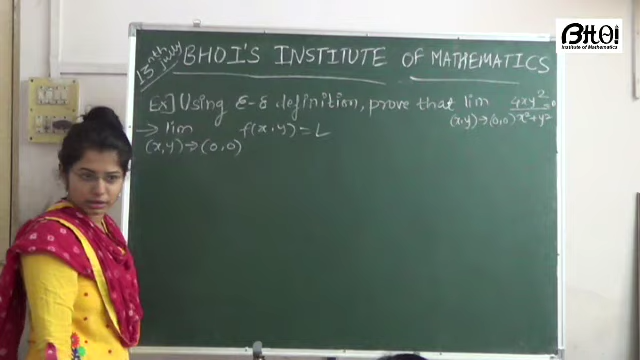 BHOI
Institute of Mathematics
13nth july
BHOI'S INSTITUTE OF MATHEMATICS
Ex] Using ε-δ definition, prove that lim 4xy²/x²+y² = 0
(x,y)→(0,0)
→ lim f(x,y) = L
(x,y)→(0,0)